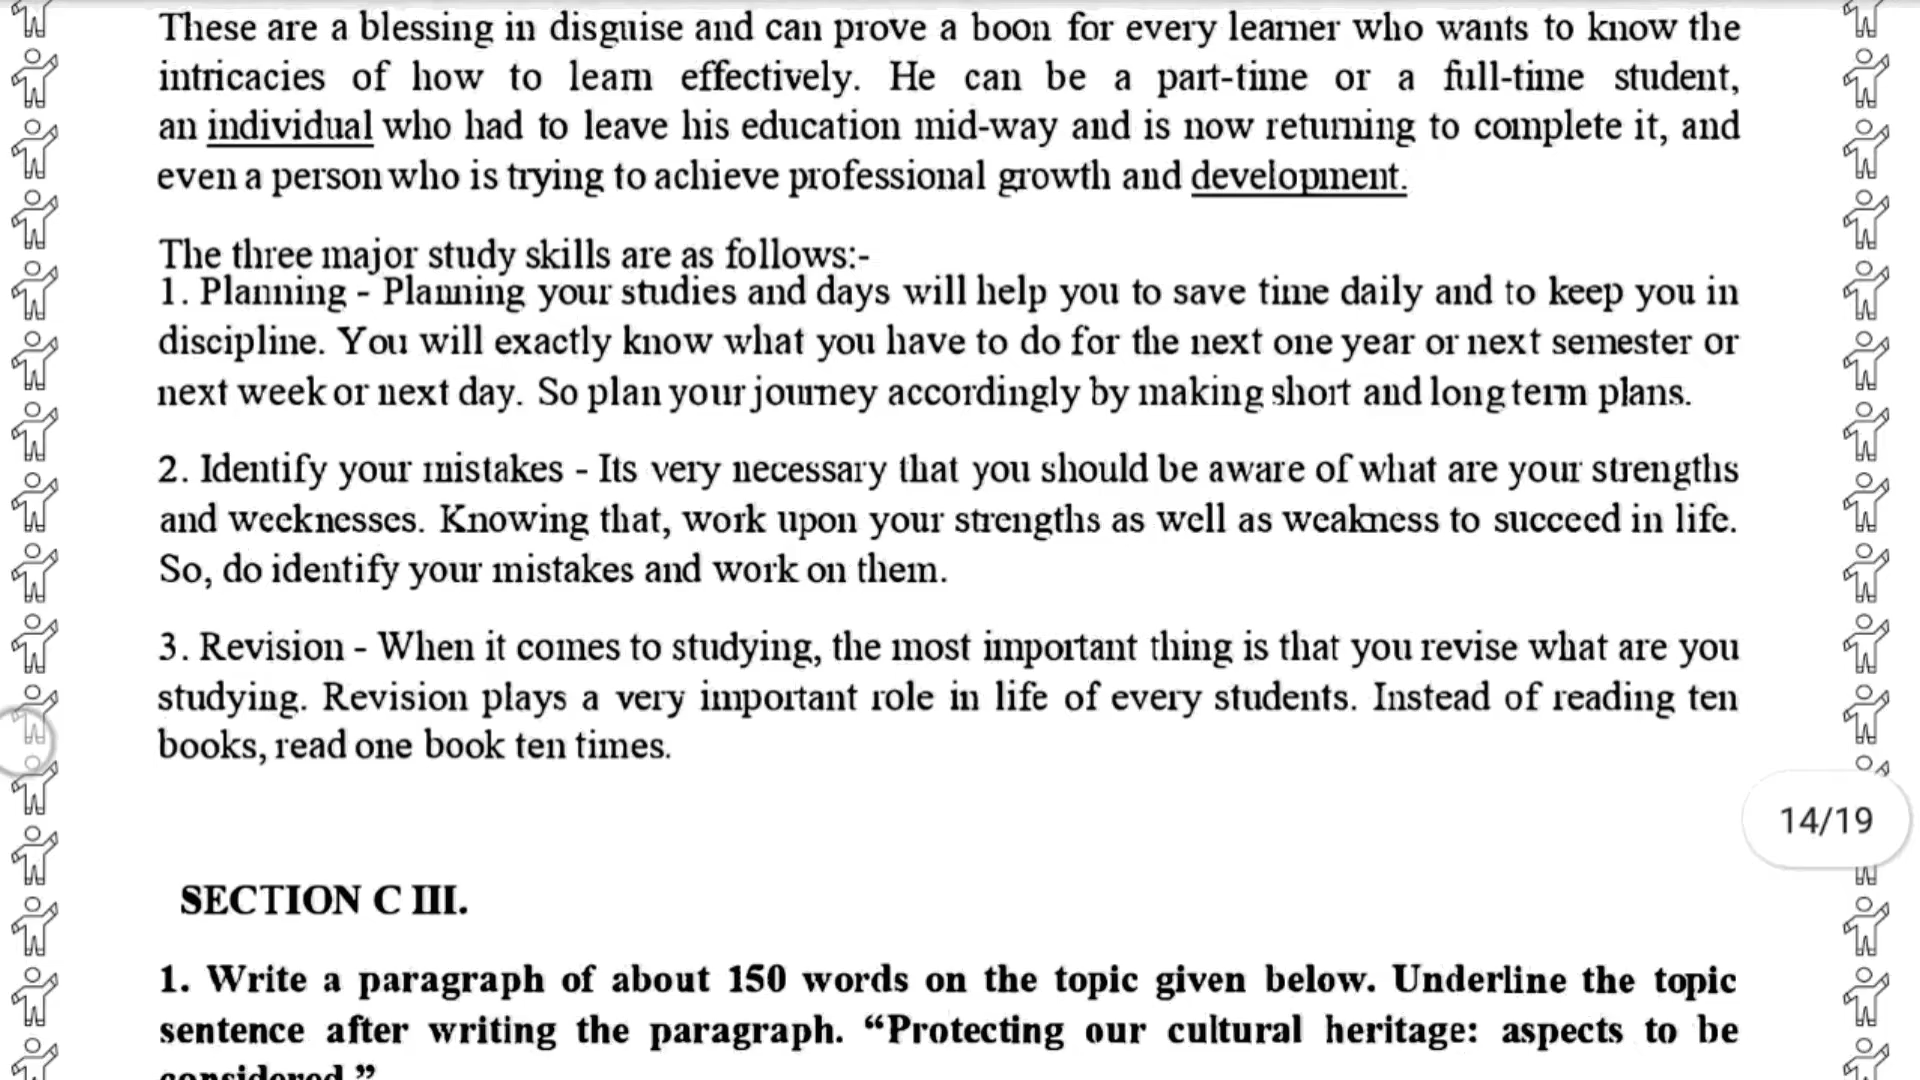 These are a blessing in disguise and can prove a boon for every learner who wants to know the
intricacies of how to learn effectively. He can be a part-time or a full-time student,
an individual who had to leave his education mid-way and is now returning to complete it, and
even a person who is trying to achieve professional growth and development.
The three major study skills are as follows:-
1. Planning - Planning your studies and days will help you to save time daily and to keep you in
discipline. You will exactly know what you have to do for the next one year or next semester or
next week or next day. So plan your journey accordingly by making short and long term plans.
2. Identify your mistakes - Its very necessary that you should be aware of what are your strengths
and weeknesses. Knowing that, work upon your strengths as well as weakness to succeed in life.
So, do identify your mistakes and work on them.
3. Revision - When it comes to studying, the most important thing is that you revise what are you
studying. Revision plays a very important role in life of every students. Instead of reading ten
books, read one book ten times.
14/19
SECTION C III.
1. Write a paragraph of about 150 words on the topic given below. Underline the topic
sentence after writing the paragraph. “Protecting our cultural heritage: aspects to be
considered.”